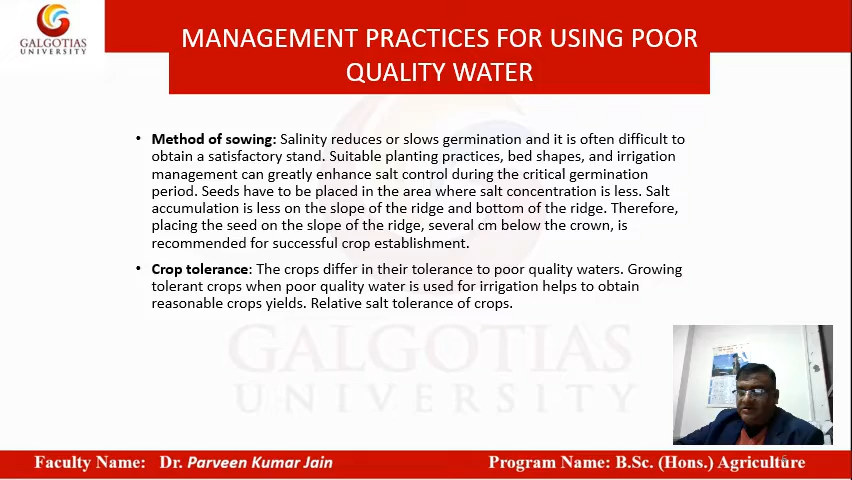 GALGOTIAS
UNIVERSITY
MANAGEMENT PRACTICES FOR USING POOR
QUALITY WATER
• Method of sowing: Salinity reduces or slows germination and it is often difficult to
obtain a satisfactory stand. Suitable planting practices, bed shapes, and irrigation
management can greatly enhance salt control during the critical germination
period. Seeds have to be placed in the area where salt concentration is less. Salt
accumulation is less on the slope of the ridge and bottom of the ridge. Therefore,
placing the seed on the slope of the ridge, several cm below the crown, is
recommended for successful crop establishment.
• Crop tolerance: The crops differ in their tolerance to poor quality waters. Growing
tolerant crops when poor quality water is used for irrigation helps to obtain
reasonable crops yields. Relative salt tolerance of crops.
GALGOTIAS
UNIVERSITY
Faculty Name: Dr. Parveen Kumar Jain
Program Name: B.Sc. (Hons.) Agriculture
6